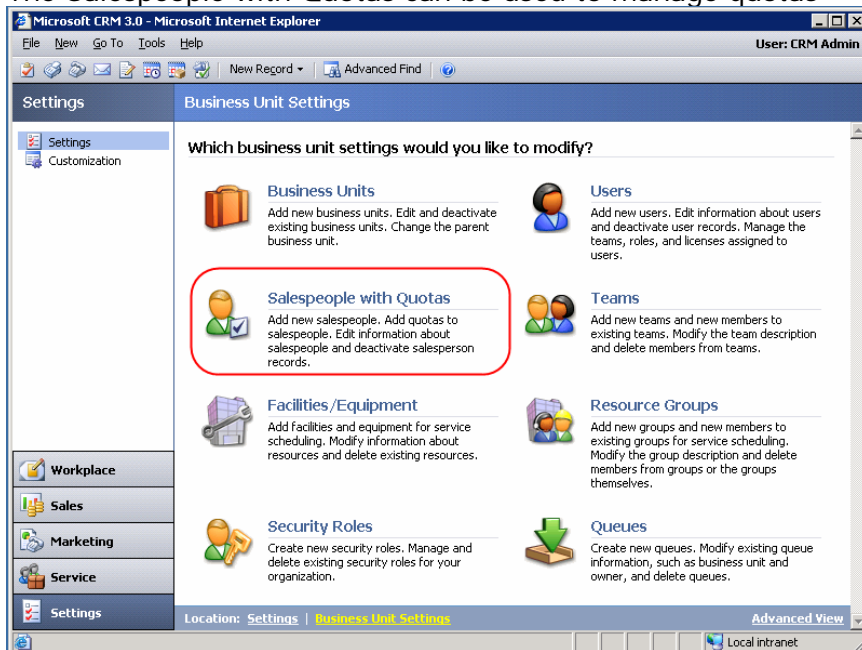 The Salespeople with Quotas can be used to manage quotas
Microsoft CRM 3.0 - Microsoft Internet Explorer
File New Go To Tools Help User: CRM Admin
New Record Advanced Find
Settings
Business Unit Settings
Settings
Customization
Which business unit settings would you like to modify?
Business Units
Add new business units. Edit and deactivate
existing business units. Change the parent
business unit.
Users
Add new users. Edit information about users
and deactivate user records. Manage the
teams, roles, and licenses assigned to
users.
Salespeople with Quotas
Add new salespeople. Add quotas to
salespeople. Edit information about
salespeople and deactivate salesperson
records.
Teams
Add new teams and new members to
existing teams. Modify the team description
and delete members from teams.
Facilities/Equipment
Add facilities and equipment for service
scheduling. Modify information about
resources and delete existing resources.
Resource Groups
Add new groups and new members to
existing groups for service scheduling.
Modify the group description and delete
members from groups or the groups
themselves.
Security Roles
Create new security roles. Manage and
delete existing security roles for your
organization.
Queues
Create new queues. Modify existing queue
information, such as business unit and
owner, and delete queues.
Workplace
Sales
Marketing
Service
Settings
Location: Settings | Business Unit Settings
Advanced View
Local intranet